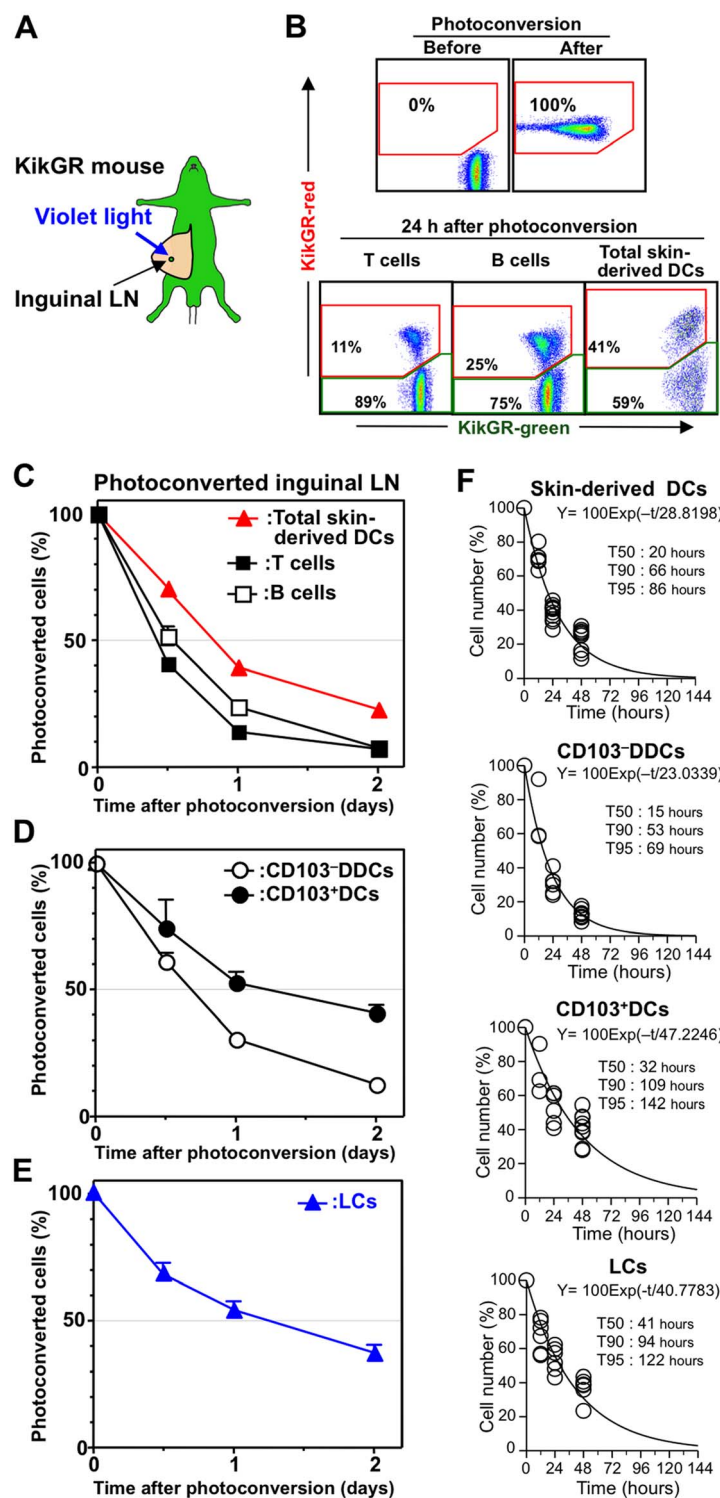 A
KikGR mouse
Violet light
Inguinal LN
B
Photoconversion
Before After
0% 100%
KikGR-red
24 h after photoconversion
T cells B cells Total skin-
derived DCs
11% 25% 41%
89% 75% 59%
KikGR-green
C
Photoconverted inguinal LN
Photoconverted cells (%)
100
50
0
:Total skin-
derived DCs
:T cells
:B cells
0 1 2
Time after photoconversion (days)
D
Photoconverted cells (%)
100
50
0
:CD103–DDCs
:CD103+DCs
0 1 2
Time after photoconversion (days)
E
Photoconverted cells (%)
100
50
0
:LCs
0 1 2
Time after photoconversion (days)
F
Skin-derived DCs
Y= 100Exp(–t/28.8198)
T50 : 20 hours
T90 : 66 hours
T95 : 86 hours
Cell number (%)
100
80
60
40
20
0 24 48 72 96 120 144
Time (hours)
CD103–DDCs
Y= 100Exp(–t/23.0339)
T50 : 15 hours
T90 : 53 hours
T95 : 69 hours
Cell number (%)
100
80
60
40
20
0
0 24 48 72 96 120 144
Time (hours)
CD103+DCs
Y= 100Exp(–t/47.2246)
T50 : 32 hours
T90 : 109 hours
T95 : 142 hours
Cell number (%)
100
80
60
40
20
0
0 24 48 72 96 120 144
Time (hours)
LCs
Y= 100Exp(-t/40.7783)
T50 : 41 hours
T90 : 94 hours
T95 : 122 hours
Cell number (%)
100
80
60
40
20
0
0 24 48 72 96 120 144
Time (hours)